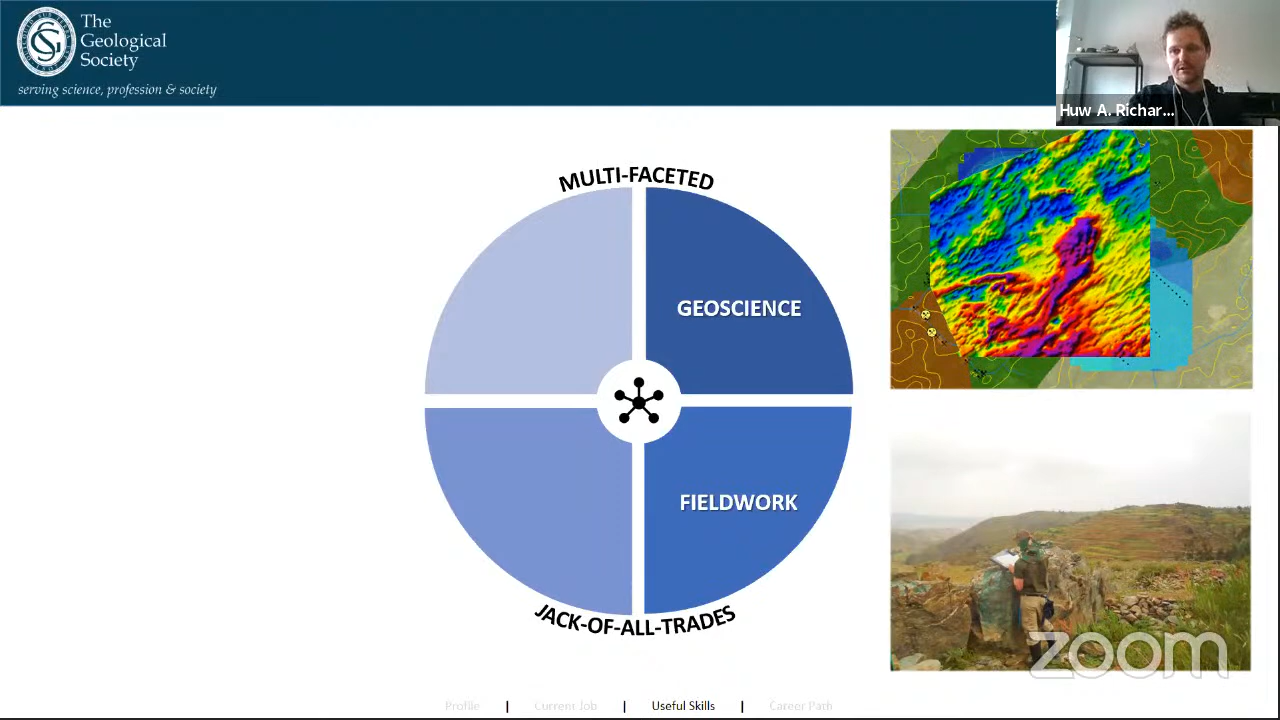 The
Geological
Society
serving science, profession & society
Huw A. Richar...
MULTI-FACETED
GEOSCIENCE
FIELDWORK
JACK-OF-ALL-TRADES
zoom
Profile | Current Job | Useful Skills | Career Path